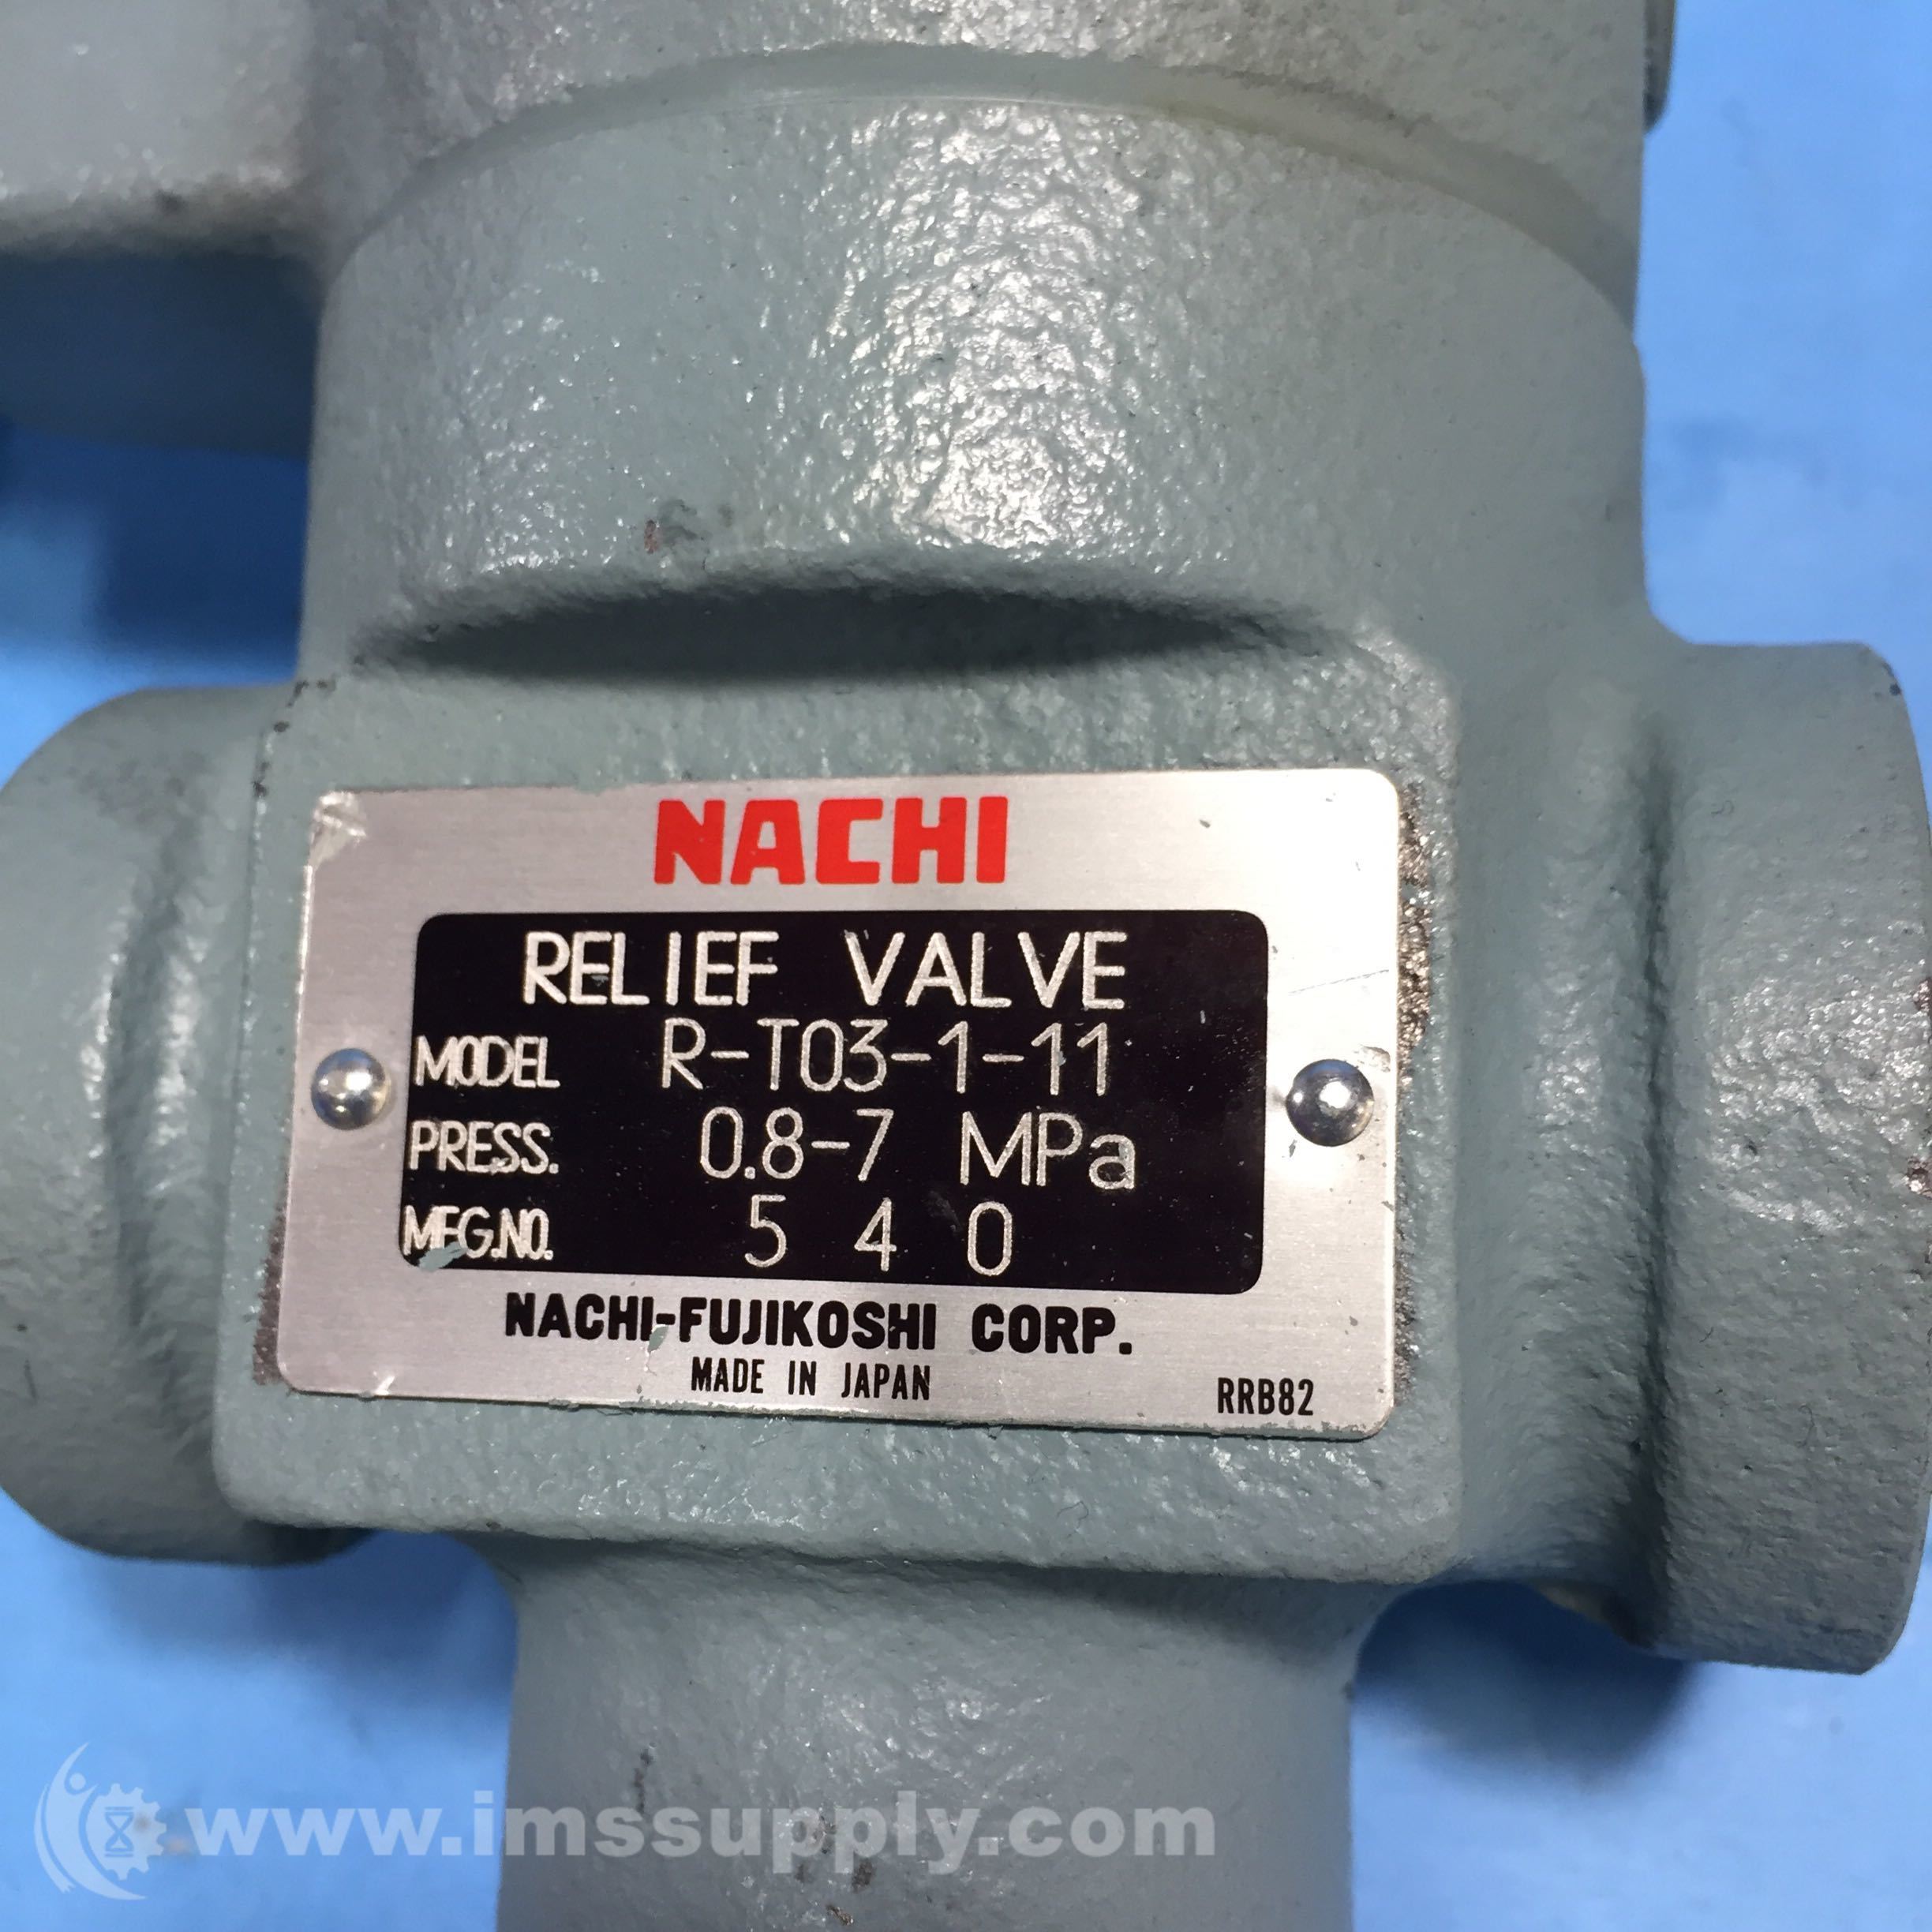 NACHI
RELIEF VALVE
MODEL R-T03-1-11
PRESS. 0.8-7 MPa
MFG.NO. 5 4 0
NACHI-FUJIKOSHI CORP.
MADE IN JAPAN
RRB82
www.imssupply.com